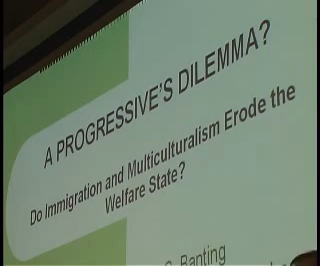 A PROGRESSIVE'S DILEMMA?
Do Immigration and Multiculturalism Erode the
Welfare State?
Banting